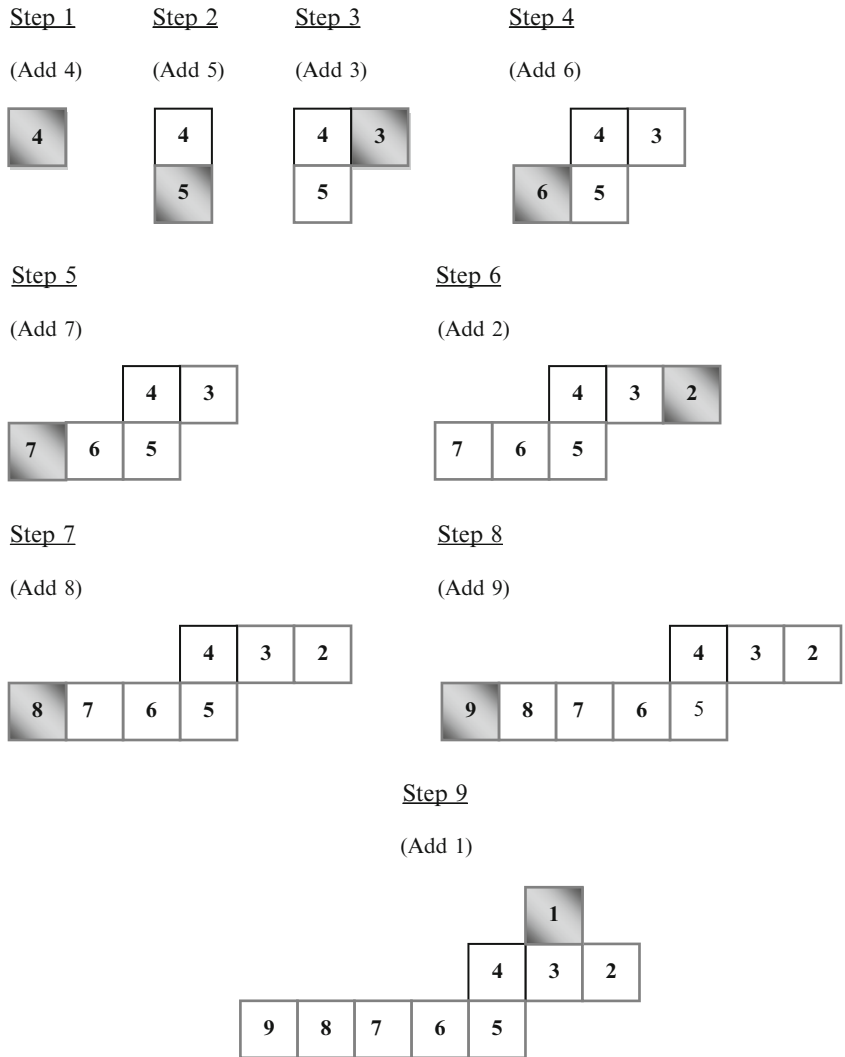 Step 1 Step 2 Step 3 Step 4
(Add 4) (Add 5) (Add 3) (Add 6)
4 4 4 3 4 3
5 5 6 5
Step 5 Step 6
(Add 7) (Add 2)
4 3 4 3 2
7 6 5 7 6 5
Step 7 Step 8
(Add 8) (Add 9)
4 3 2 4 3 2
8 7 6 5 9 8 7 6 5
Step 9
(Add 1)
1
4 3 2
9 8 7 6 5